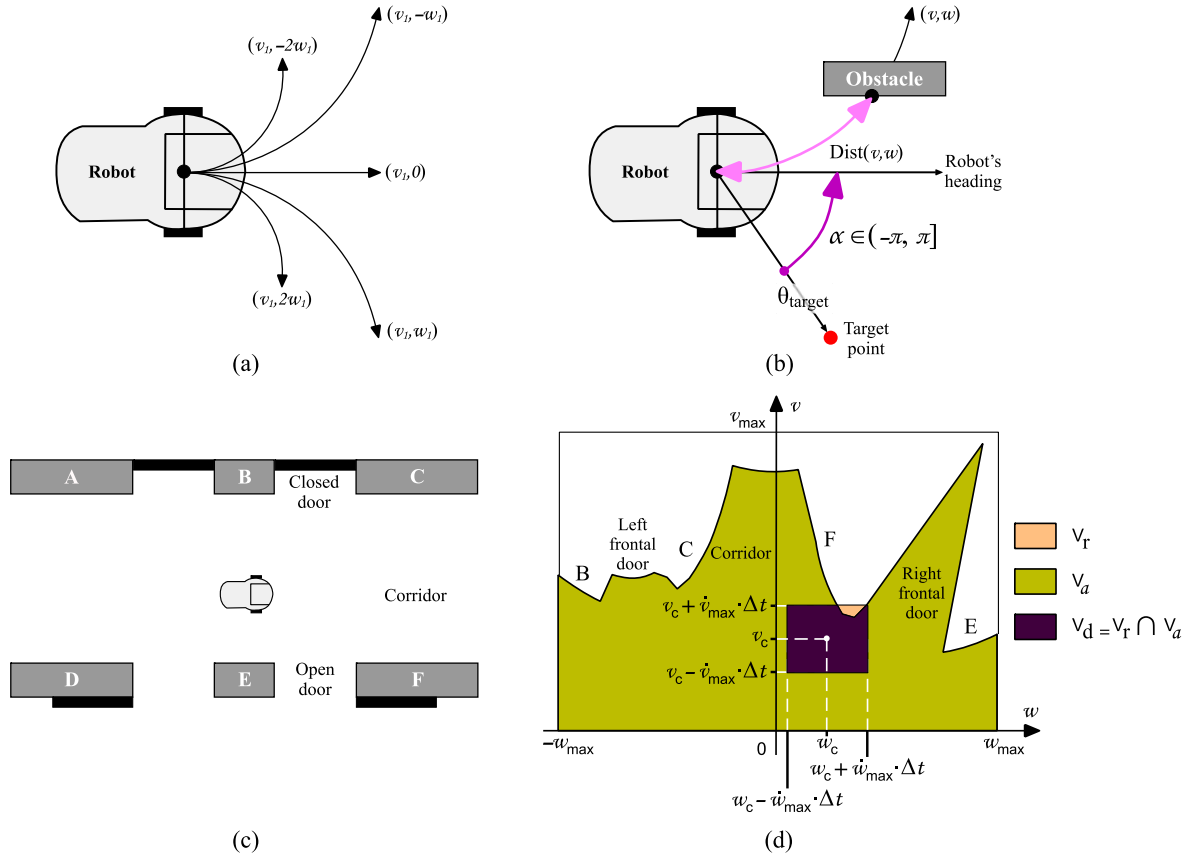 (v₁,−w₁)
(v₁,−2w₁)
Robot
(v₁,0)
(v₁,2w₁)
(v₁,w₁)
(a)
(v,w)
Obstacle
Dist(v,w)
Robot
Robot's
heading
α ∈ (−π, π]
θtarget
Target
point
(b)
A
B
C
Closed
door
Corridor
D
E
Open
door
F
(c)
v
vmax
Left
frontal
door
B
C
Corridor
F
Right
frontal
door
E
vc + v̇max·Δt
vc
vc − v̇max·Δt
w
−wmax
0
wc
wmax
wc + ẇmax·Δt
wc − ẇmax·Δt
Vr
Va
Vd = Vr ∩ Va
(d)